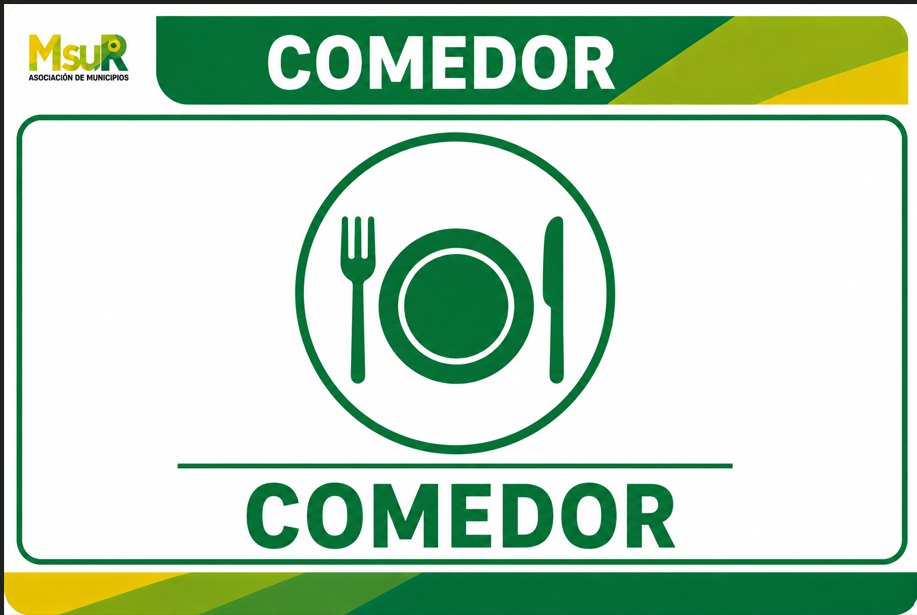 MsuR
ASOCIACIÓN DE MUNICIPIOS
COMEDOR
COMEDOR